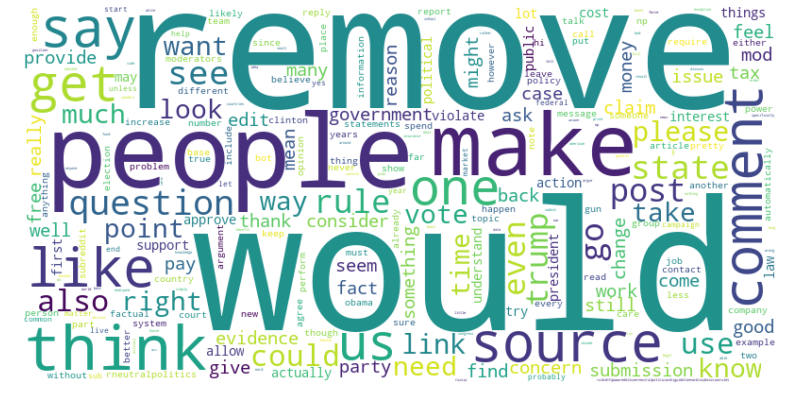 remove
would
people
make
say
get
think
like
source
comment
one
us
question
post
state
right
rule
also
trump
see
want
look
much
way
point
could
need
link
use
know
take
go
time
even
vote
please
provide
many
reason
might
political
public
case
ask
money
issue
feel
mod
tax
things
lot
cost
claim
interest
edit
mean
government
violate
years
free
really
well
first
pay
support
approve
thank
consider
seem
fact
obama
evidence
allow
give
actually
party
find
concern
submission
still
work
change
come
good
law
example
company
job
contact
less
group
campaign
another
article
pretty
power
automatically
message
back
action
president
understand
something
already
topic
happen
try
every
read
gun
care
two
probably
though
sure
must
agree
perform
argument
new
court
system
factual
person
part
matter
live
better
country
end
subreddit
common
without
sub
rneutralpolitics
anything
election
problem
increase
number
true
base
bot
include
let
thing
opinion
statements
spend
clinton
different
moderators
may
unless
enough
start
likely
team
help
since
believe
yes
reply
report
place
information
talk
call
put
however
hi
leave
policy
federal
either
np
require
someone
note
never
show
far
year
market
keep